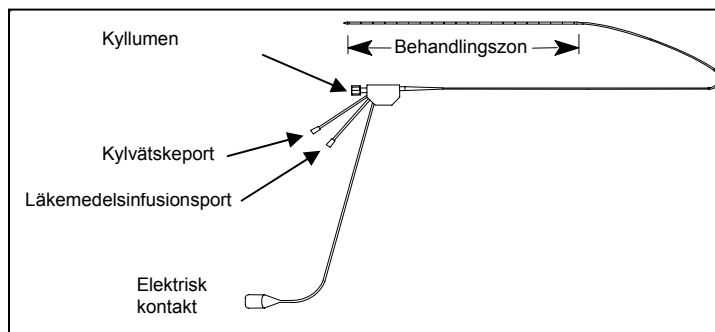 Kyllumen
Behandlingszon
Kylvätskeport
Läkemedelsinfusionsport
Elektrisk
kontakt